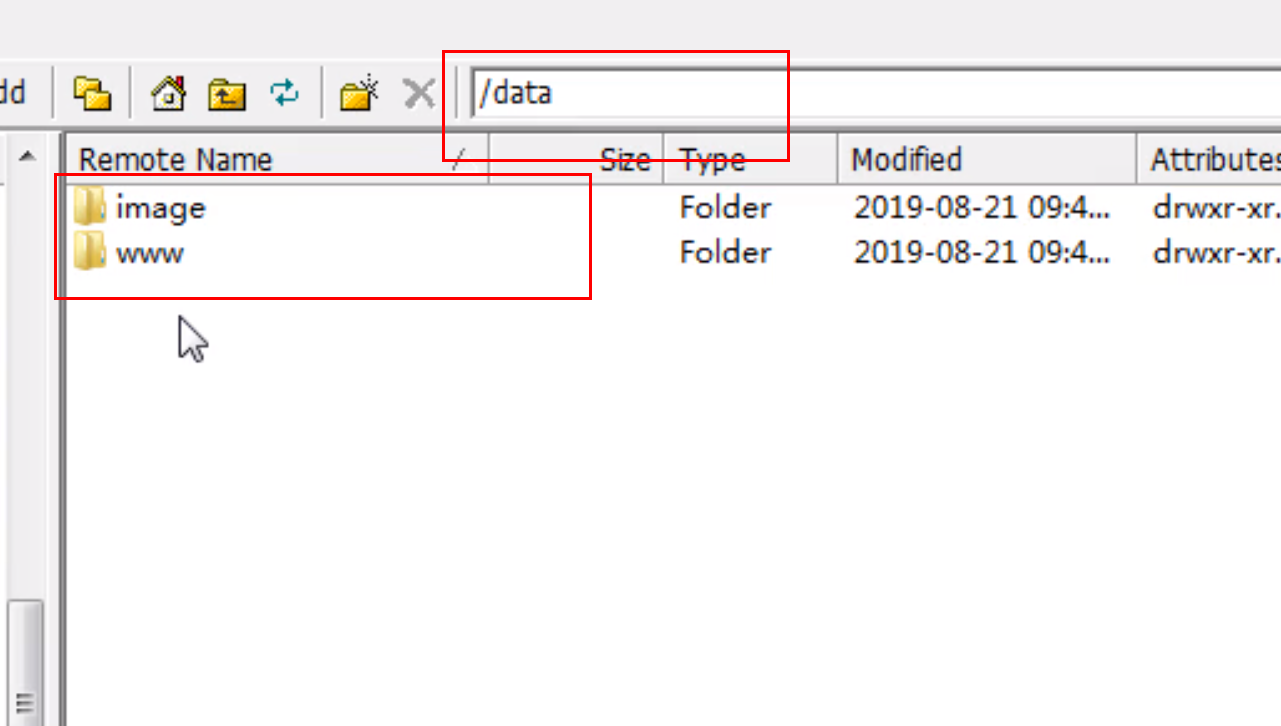 dd /data
Remote Name / Size Type Modified Attributes
image Folder 2019-08-21 09:4... drwxr-xr.
www Folder 2019-08-21 09:4... drwxr-xr.